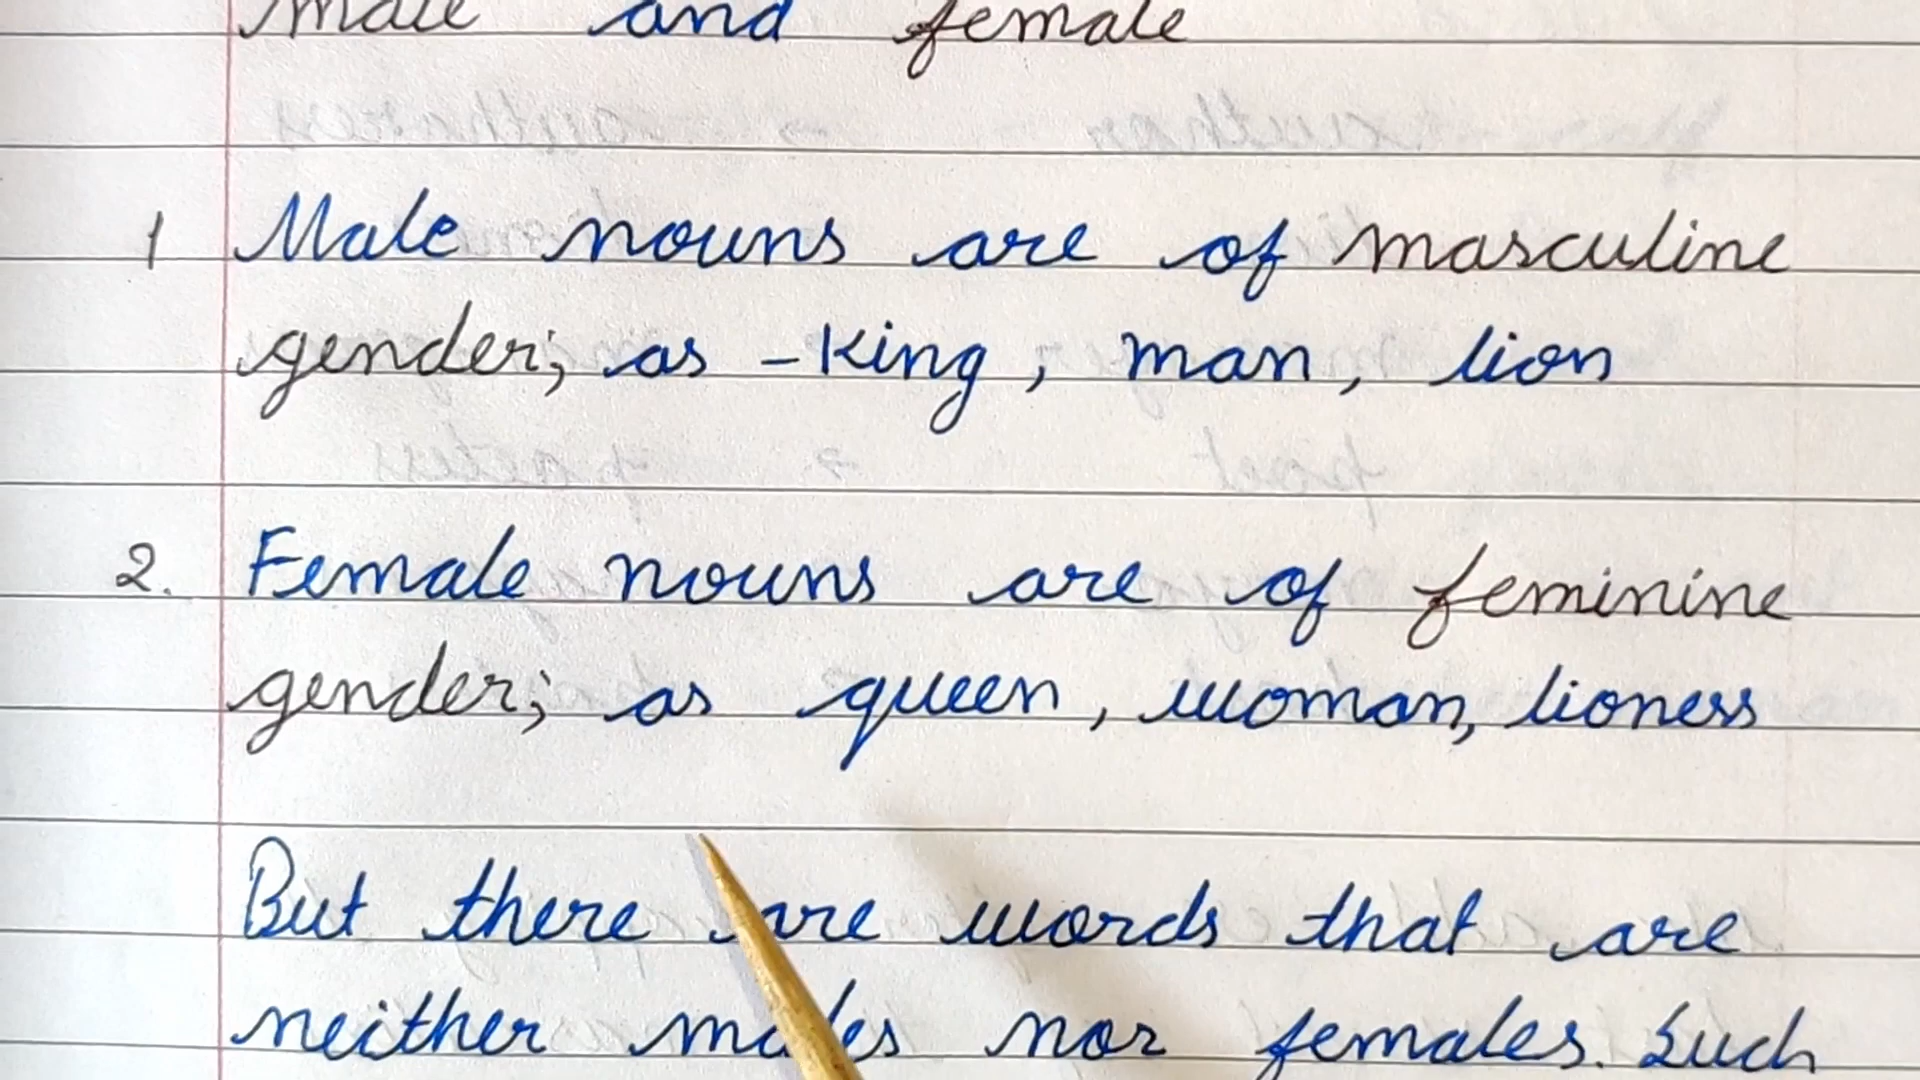 male and female
1 Male nouns are of masculine
gender; as - King, man, lion
2. Female nouns are of feminine
gender; as queen, woman, lioness
But there are words that are
neither males nor females. Such